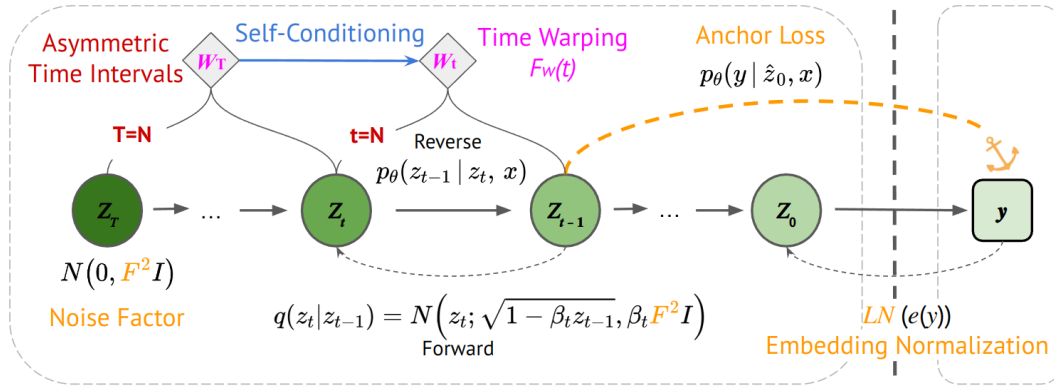 Asymmetric
Time Intervals
W_T
Self-Conditioning
W_t
Time Warping
F_W(t)
Anchor Loss
p_θ(y | ẑ_0, x)
T=N
t=N
Reverse
p_θ(z_{t-1} | z_t, x)
Z_T
...
Z_t
Z_{t-1}
...
Z_0
y
N(0, F²I)
Noise Factor
q(z_t|z_{t-1}) = N(z_t; √(1 − β_t z_{t-1}), β_t F²I)
Forward
LN (e(y))
Embedding Normalization